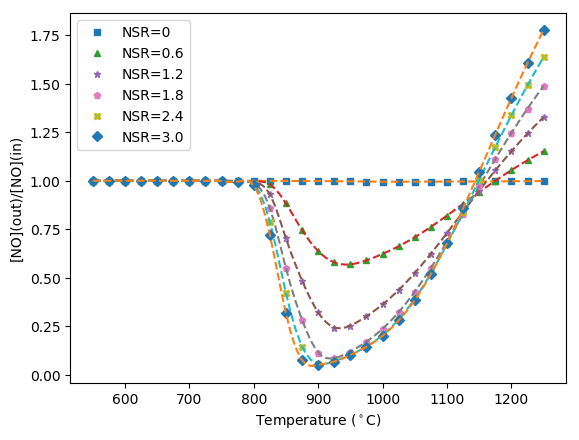 NSR=0
NSR=0.6
NSR=1.2
NSR=1.8
NSR=2.4
NSR=3.0
1.75
1.50
1.25
1.00
0.75
0.50
0.25
0.00
[NO](out)/[NO](in)
600 700 800 900 1000 1100 1200
Temperature (°C)